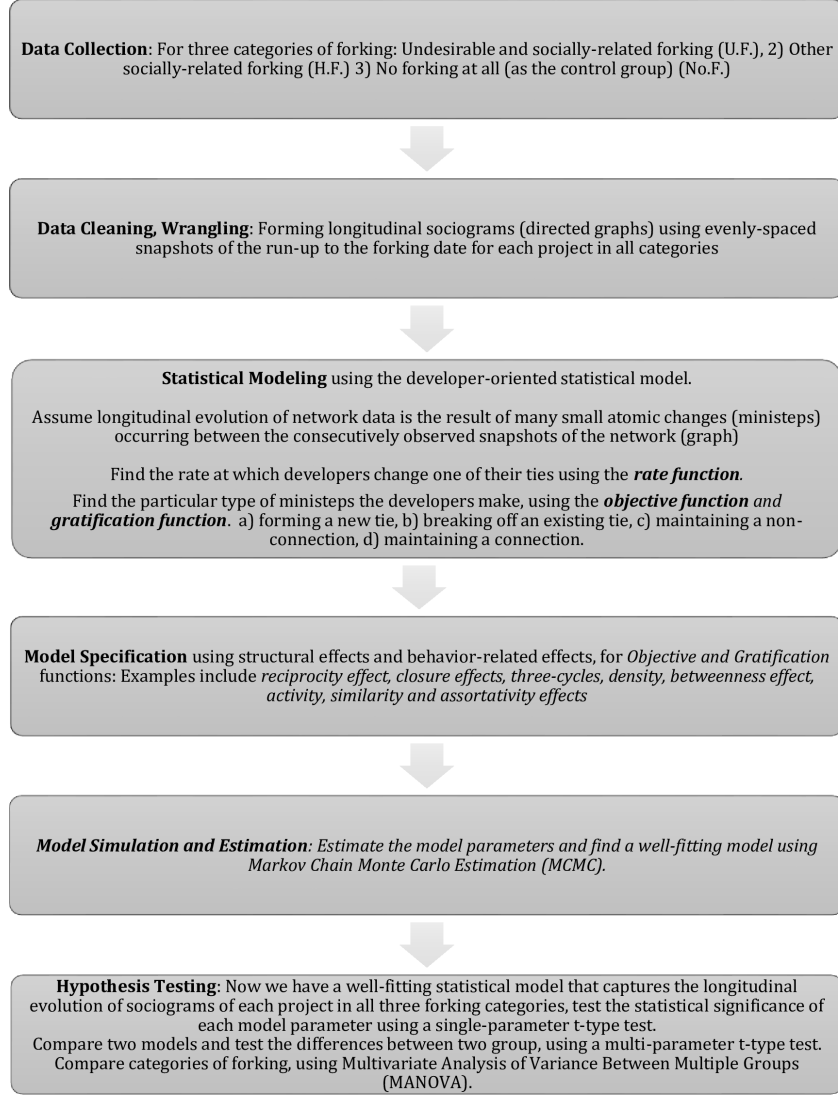 Data Collection: For three categories of forking: Undesirable and socially-related forking (U.F.), 2) Other
socially-related forking (H.F.) 3) No forking at all (as the control group) (No.F.)
Data Cleaning, Wrangling: Forming longitudinal sociograms (directed graphs) using evenly-spaced
snapshots of the run-up to the forking date for each project in all categories
Statistical Modeling using the developer-oriented statistical model.
Assume longitudinal evolution of network data is the result of many small atomic changes (ministeps)
occurring between the consecutively observed snapshots of the network (graph)
Find the rate at which developers change one of their ties using the rate function.
Find the particular type of ministeps the developers make, using the objective function and
gratification function. a) forming a new tie, b) breaking off an existing tie, c) maintaining a non-
connection, d) maintaining a connection.
Model Specification using structural effects and behavior-related effects, for Objective and Gratification
functions: Examples include reciprocity effect, closure effects, three-cycles, density, betweenness effect,
activity, similarity and assortativity effects
Model Simulation and Estimation: Estimate the model parameters and find a well-fitting model using
Markov Chain Monte Carlo Estimation (MCMC).
Hypothesis Testing: Now we have a well-fitting statistical model that captures the longitudinal
evolution of sociograms of each project in all three forking categories, test the statistical significance of
each model parameter using a single-parameter t-type test.
Compare two models and test the differences between two group, using a multi-parameter t-type test.
Compare categories of forking, using Multivariate Analysis of Variance Between Multiple Groups
(MANOVA).